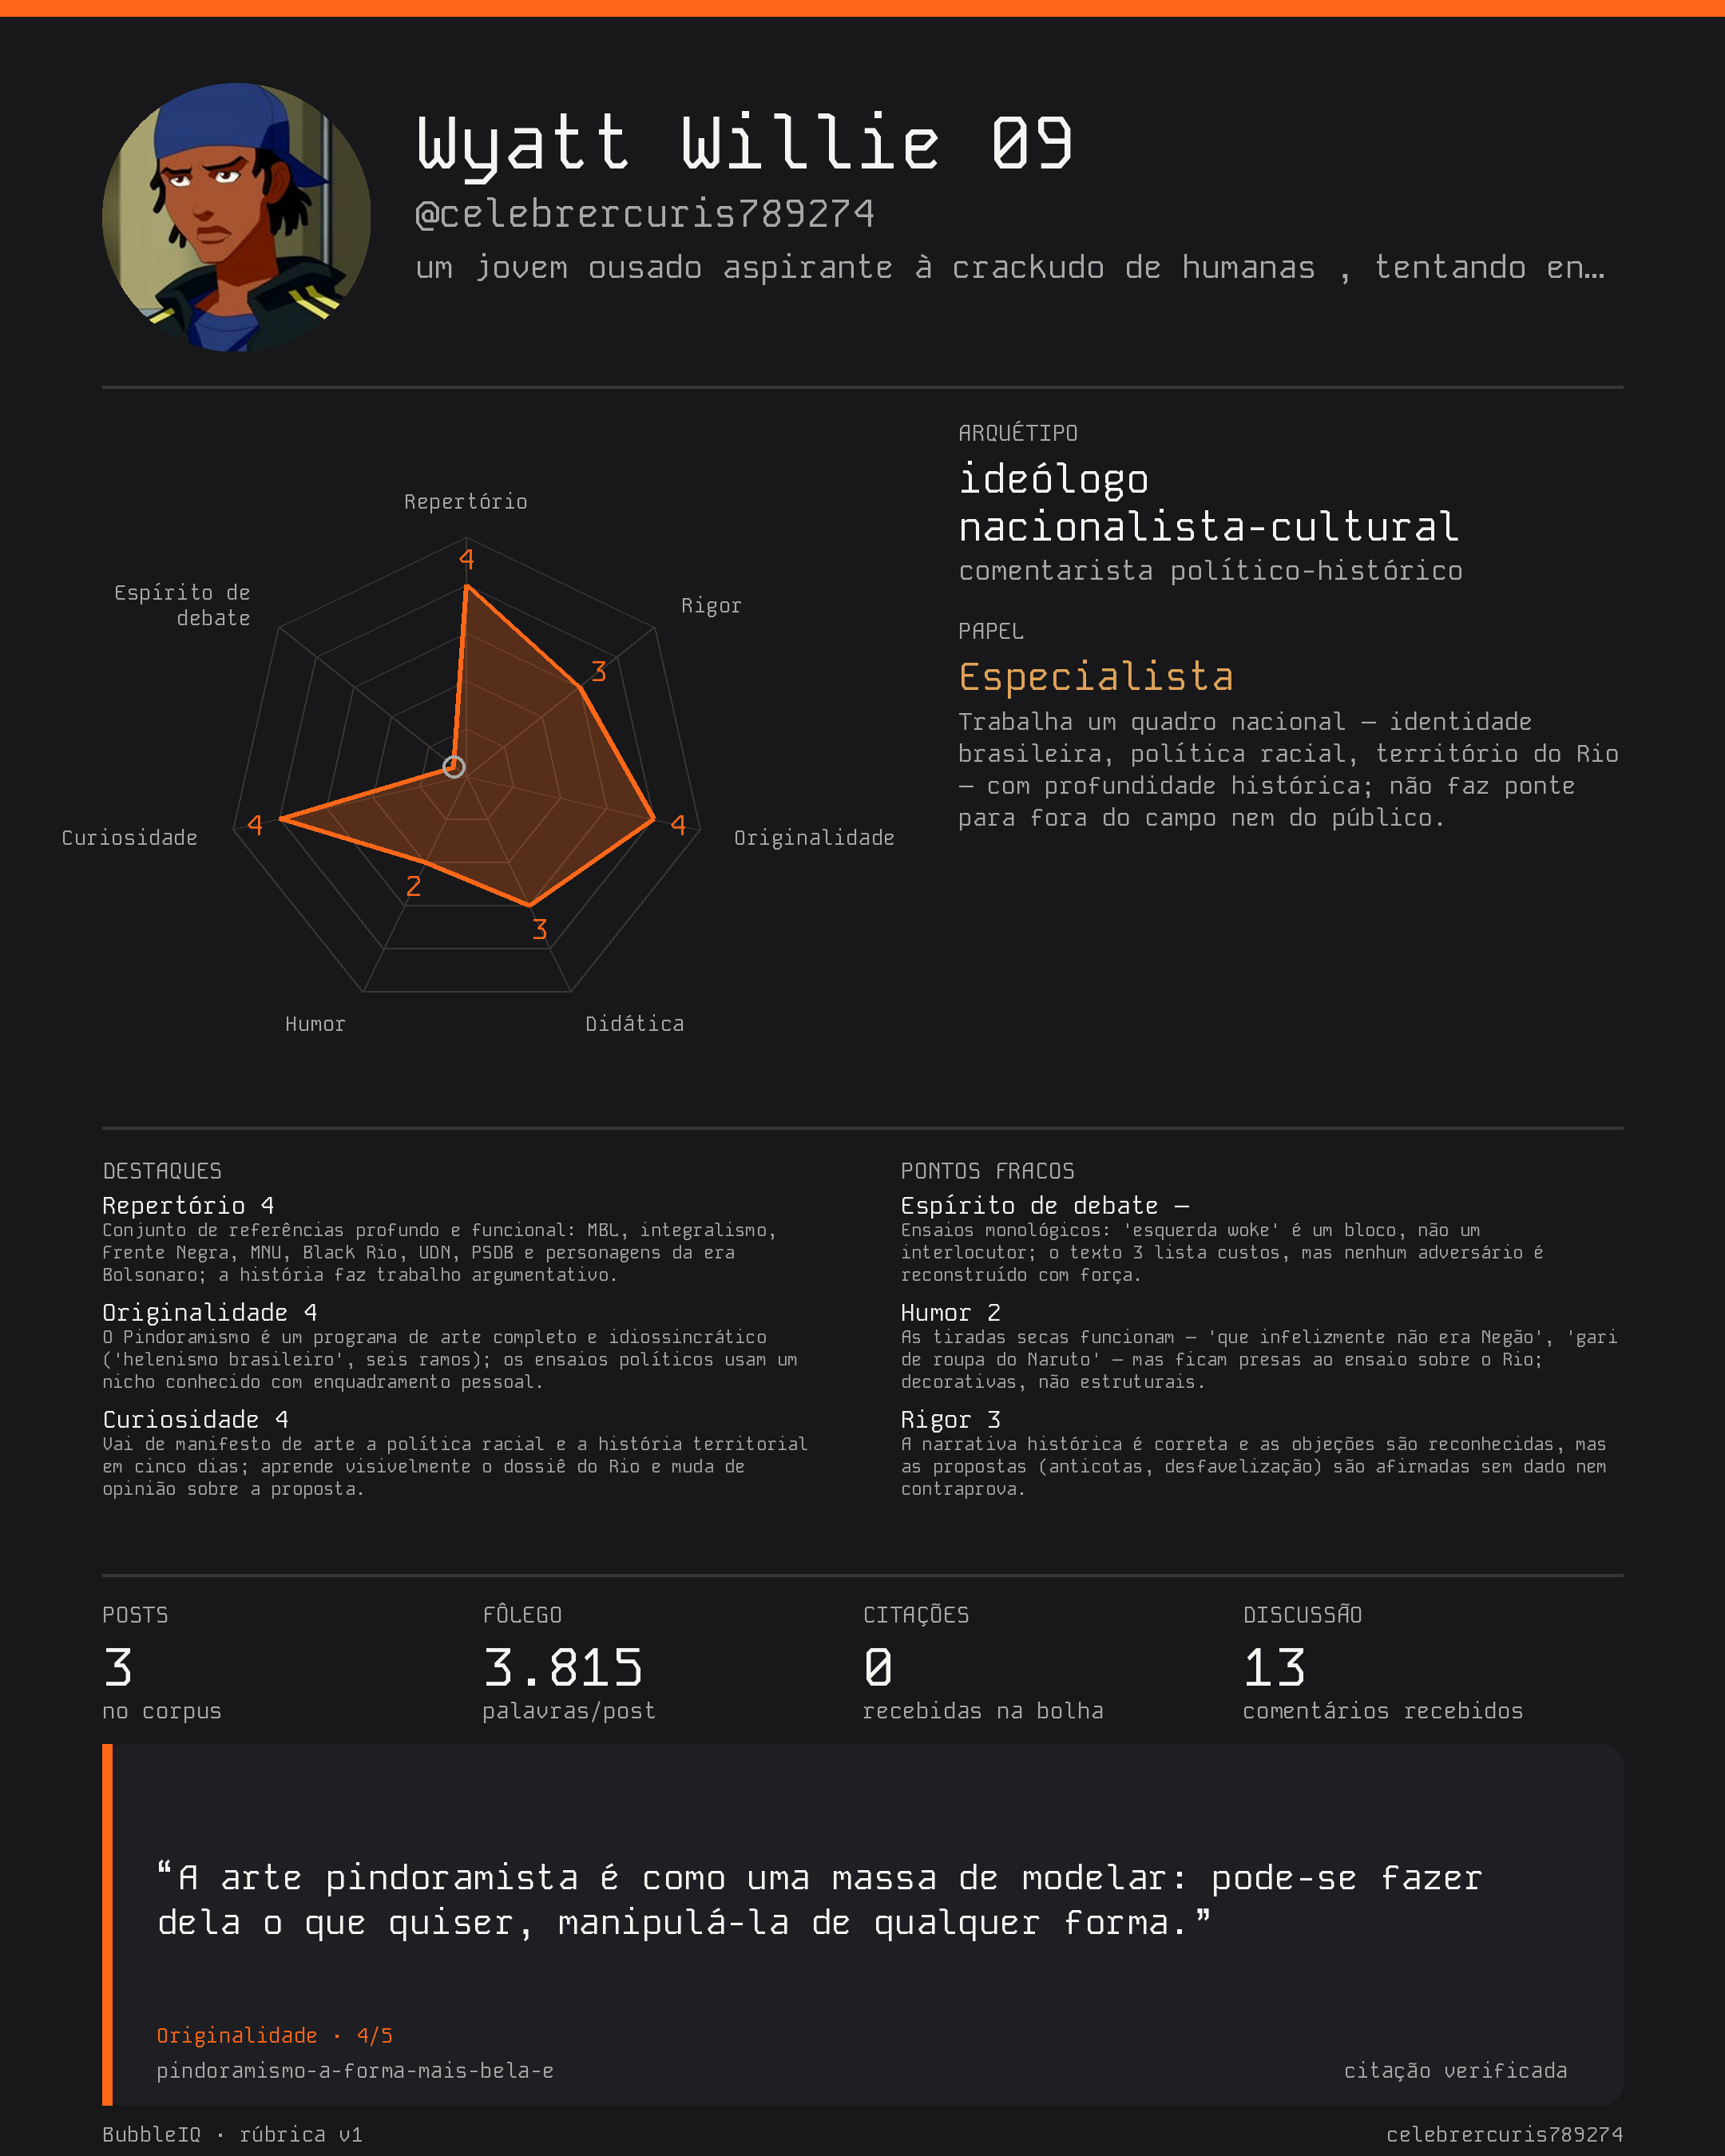 Wyatt Willie 09
@celebrercuris789274
um jovem ousado aspirante à crackudo de humanas , tentando en…
ARQUÉTIPO
ideólogo
nacionalista-cultural
comentarista político-histórico
PAPEL
Especialista
Trabalha um quadro nacional — identidade
brasileira, política racial, território do Rio
— com profundidade histórica; não faz ponte
para fora do campo nem do público.
Repertório
4
Espírito de
debate
Rigor
3
Curiosidade
4
4
Originalidade
2
3
Humor
Didática
DESTAQUES
Repertório 4
Conjunto de referências profundo e funcional: MBL, integralismo,
Frente Negra, MNU, Black Rio, UDN, PSDB e personagens da era
Bolsonaro; a história faz trabalho argumentativo.
Originalidade 4
O Pindoramismo é um programa de arte completo e idiossincrático
('helenismo brasileiro', seis ramos); os ensaios políticos usam um
nicho conhecido com enquadramento pessoal.
Curiosidade 4
Vai de manifesto de arte a política racial e a história territorial
em cinco dias; aprende visivelmente o dossiê do Rio e muda de
opinião sobre a proposta.
PONTOS FRACOS
Espírito de debate —
Ensaios monológicos: 'esquerda woke' é um bloco, não um
interlocutor; o texto 3 lista custos, mas nenhum adversário é
reconstruído com força.
Humor 2
As tiradas secas funcionam — 'que infelizmente não era Negão', 'gari
de roupa do Naruto' — mas ficam presas ao ensaio sobre o Rio;
decorativas, não estruturais.
Rigor 3
A narrativa histórica é correta e as objeções são reconhecidas, mas
as propostas (anticotas, desfavelização) são afirmadas sem dado nem
contraprova.
POSTS
3
no corpus
FÔLEGO
3.815
palavras/post
CITAÇÕES
0
recebidas na bolha
DISCUSSÃO
13
comentários recebidos
“A arte pindoramista é como uma massa de modelar: pode-se fazer
dela o que quiser, manipulá-la de qualquer forma.”
Originalidade · 4/5
pindoramismo-a-forma-mais-bela-e
citação verificada
BubbleIQ · rúbrica v1
celebrercuris789274